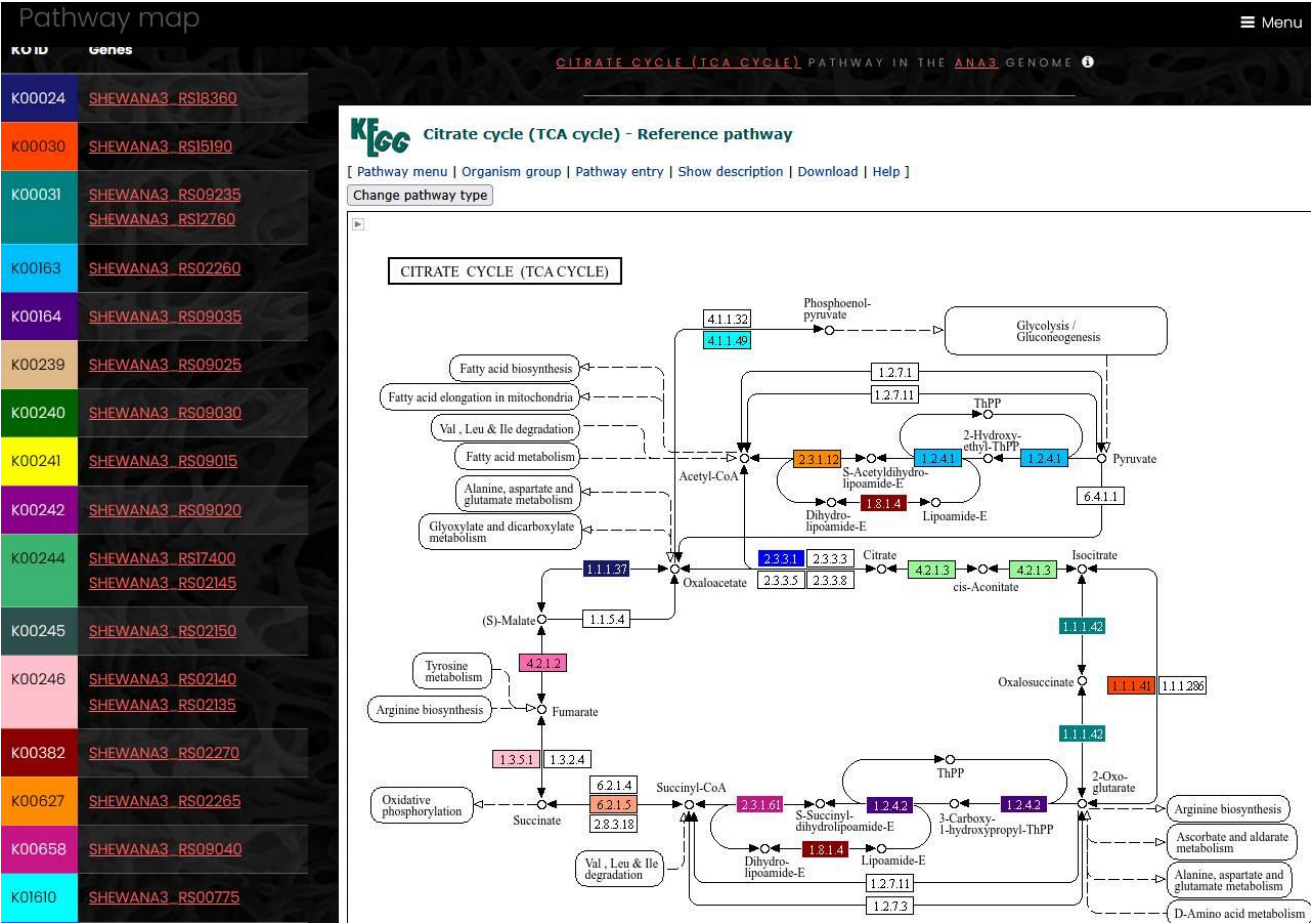 Pathway map
Menu
KO ID Genes
K00024 SHEWANA3_RS18360
K00030 SHEWANA3_RS15190
K00031 SHEWANA3_RS09235
SHEWANA3_RS12760
K00163 SHEWANA3_RS02260
K00164 SHEWANA3_RS09035
K00239 SHEWANA3_RS09025
K00240 SHEWANA3_RS09030
K00241 SHEWANA3_RS09015
K00242 SHEWANA3_RS09020
K00244 SHEWANA3_RS17400
SHEWANA3_RS02145
K00245 SHEWANA3_RS02150
K00246 SHEWANA3_RS02140
SHEWANA3_RS02135
K00382 SHEWANA3_RS02270
K00627 SHEWANA3_RS02265
K00658 SHEWANA3_RS09040
K01610 SHEWANA3_RS00775
CITRATE CYCLE (TCA CYCLE) PATHWAY IN THE ANA3 GENOME
KEGG Citrate cycle (TCA cycle) - Reference pathway
[ Pathway menu | Organism group | Pathway entry | Show description | Download | Help ]
Change pathway type
CITRATE CYCLE (TCA CYCLE)
Phosphoenol-
pyruvate
4.1.1.32
4.1.1.49
Glycolysis /
Gluconeogenesis
Fatty acid biosynthesis
1.2.7.1
Fatty acid elongation in mitochondria
1.2.7.11
ThPP
Val , Leu & Ile degradation
2-Hydroxy-
ethyl-ThPP
Fatty acid metabolism
Acetyl-CoA
2.3.1.12
S-Acetyldihydro-
lipoamide-E
1.2.4.1
1.2.4.1
Pyruvate
Alanine, aspartate and
glutamate metabolism
Dihydro-
lipoamide-E
1.8.1.4
Lipoamide-E
6.4.1.1
Glyoxylate and dicarboxylate
metabolism
1.1.1.37
Oxaloacetate
2.3.3.1 2.3.3.3
2.3.3.5 2.3.3.8
Citrate
4.2.1.3
cis-Aconitate
4.2.1.3
Isocitrate
(S)-Malate
1.1.5.4
1.1.1.42
4.2.1.2
Tyrosine
metabolism
Oxalosuccinate
1.1.1.41 1.1.1.286
Arginine biosynthesis
Fumarate
1.1.1.42
1.3.5.1 1.3.2.4
ThPP
2-Oxo-
glutarate
Oxidative
phosphorylation
Succinate
6.2.1.4
6.2.1.5
2.8.3.18
Succinyl-CoA
2.3.1.61
S-Succinyl-
dihydrolipoamide-E
1.2.4.2
3-Carboxy-
1-hydroxypropyl-ThPP
1.2.4.2
Arginine biosynthesis
Ascorbate and aldarate
metabolism
Val , Leu & Ile
degradation
Dihydro-
lipoamide-E
1.8.1.4
Lipoamide-E
Alanine, aspartate and
glutamate metabolism
1.2.7.11
1.2.7.3
D-Amino acid metabolism